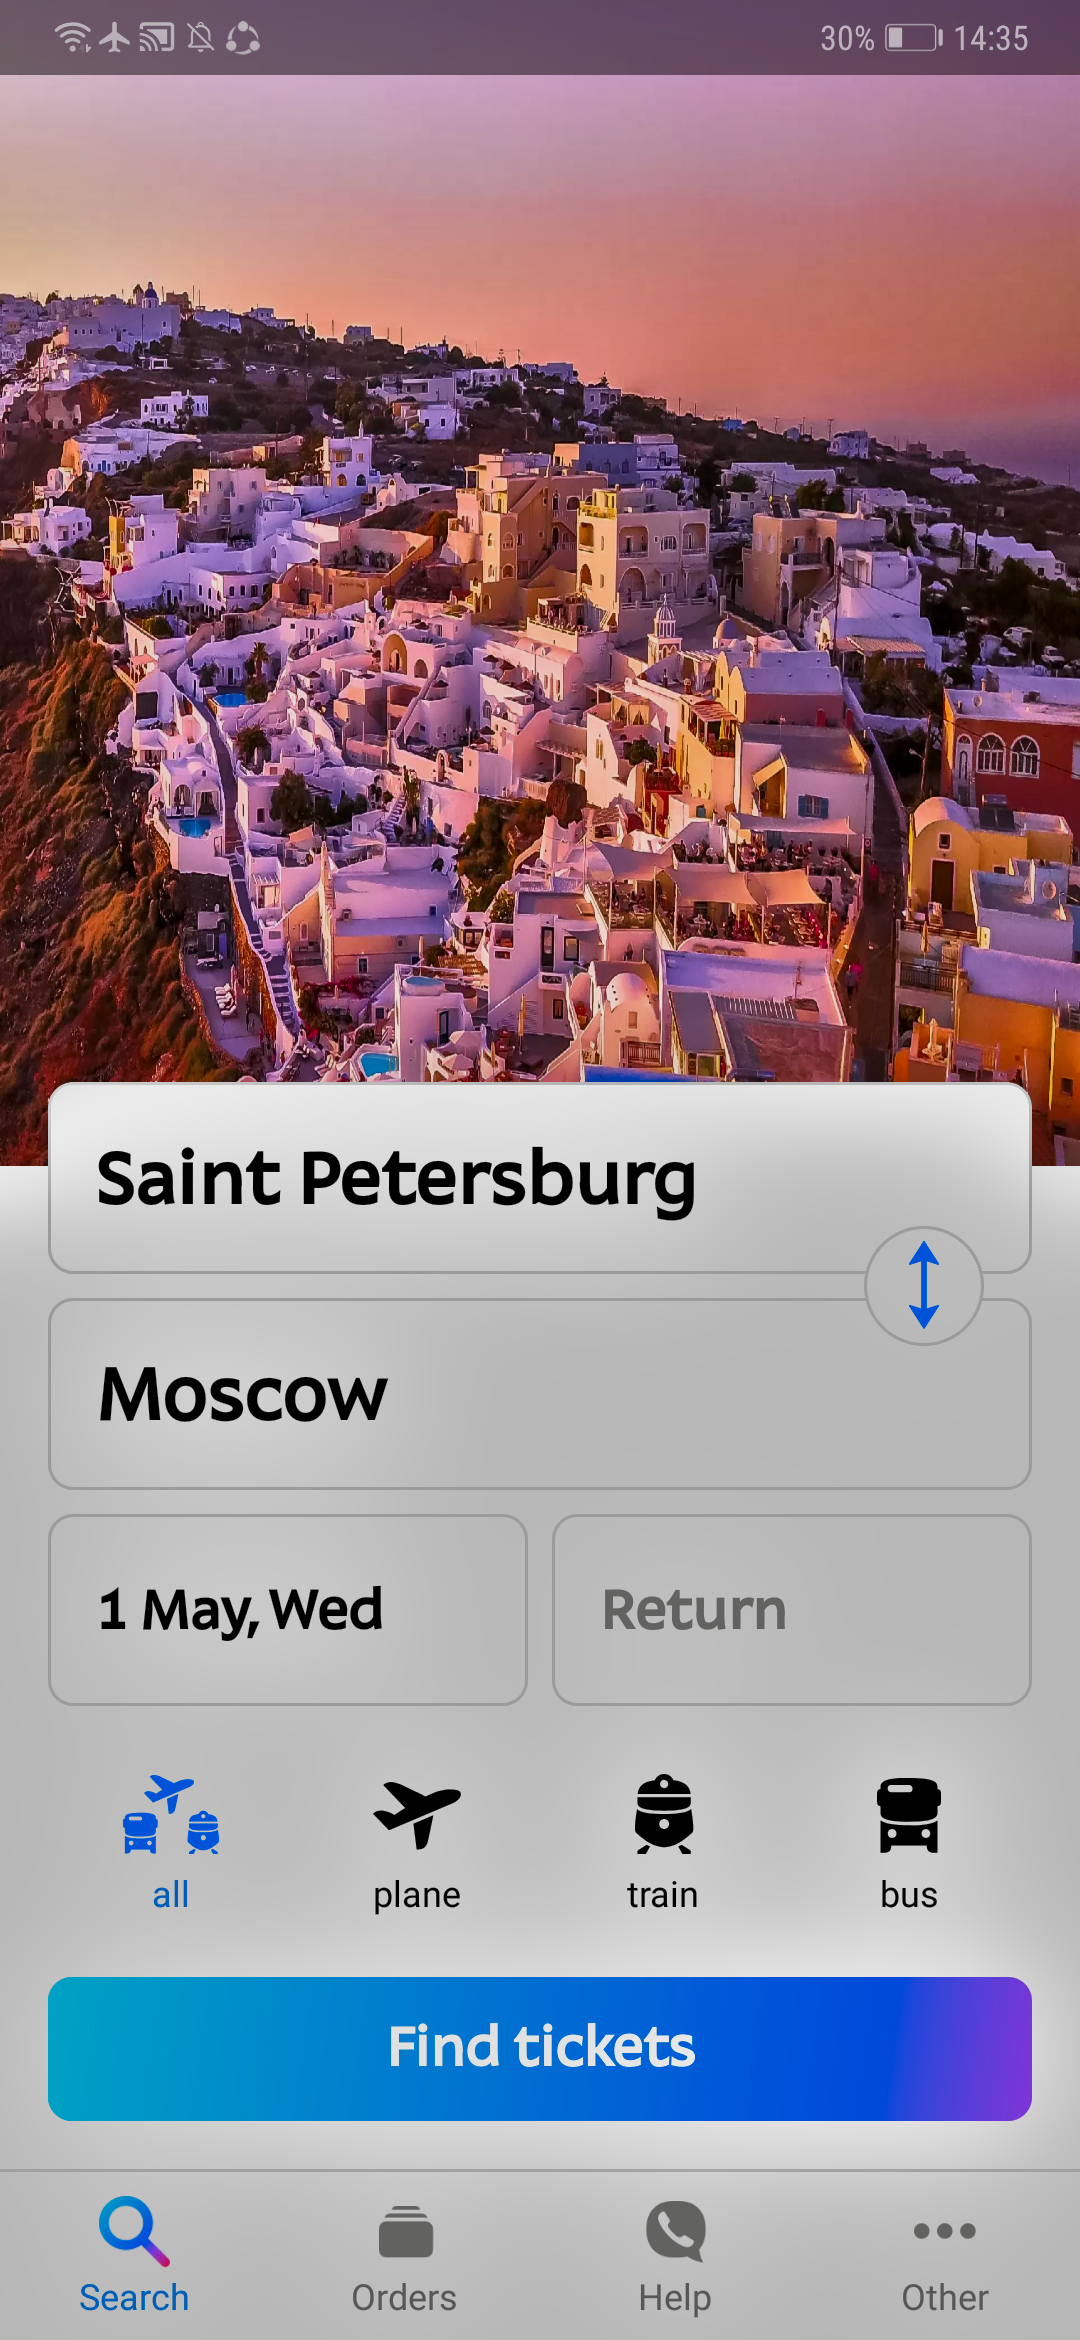 30% 14:35
Saint Petersburg
Moscow
1 May, Wed
Return
all
plane
train
bus
Find tickets
Search
Orders
Help
Other